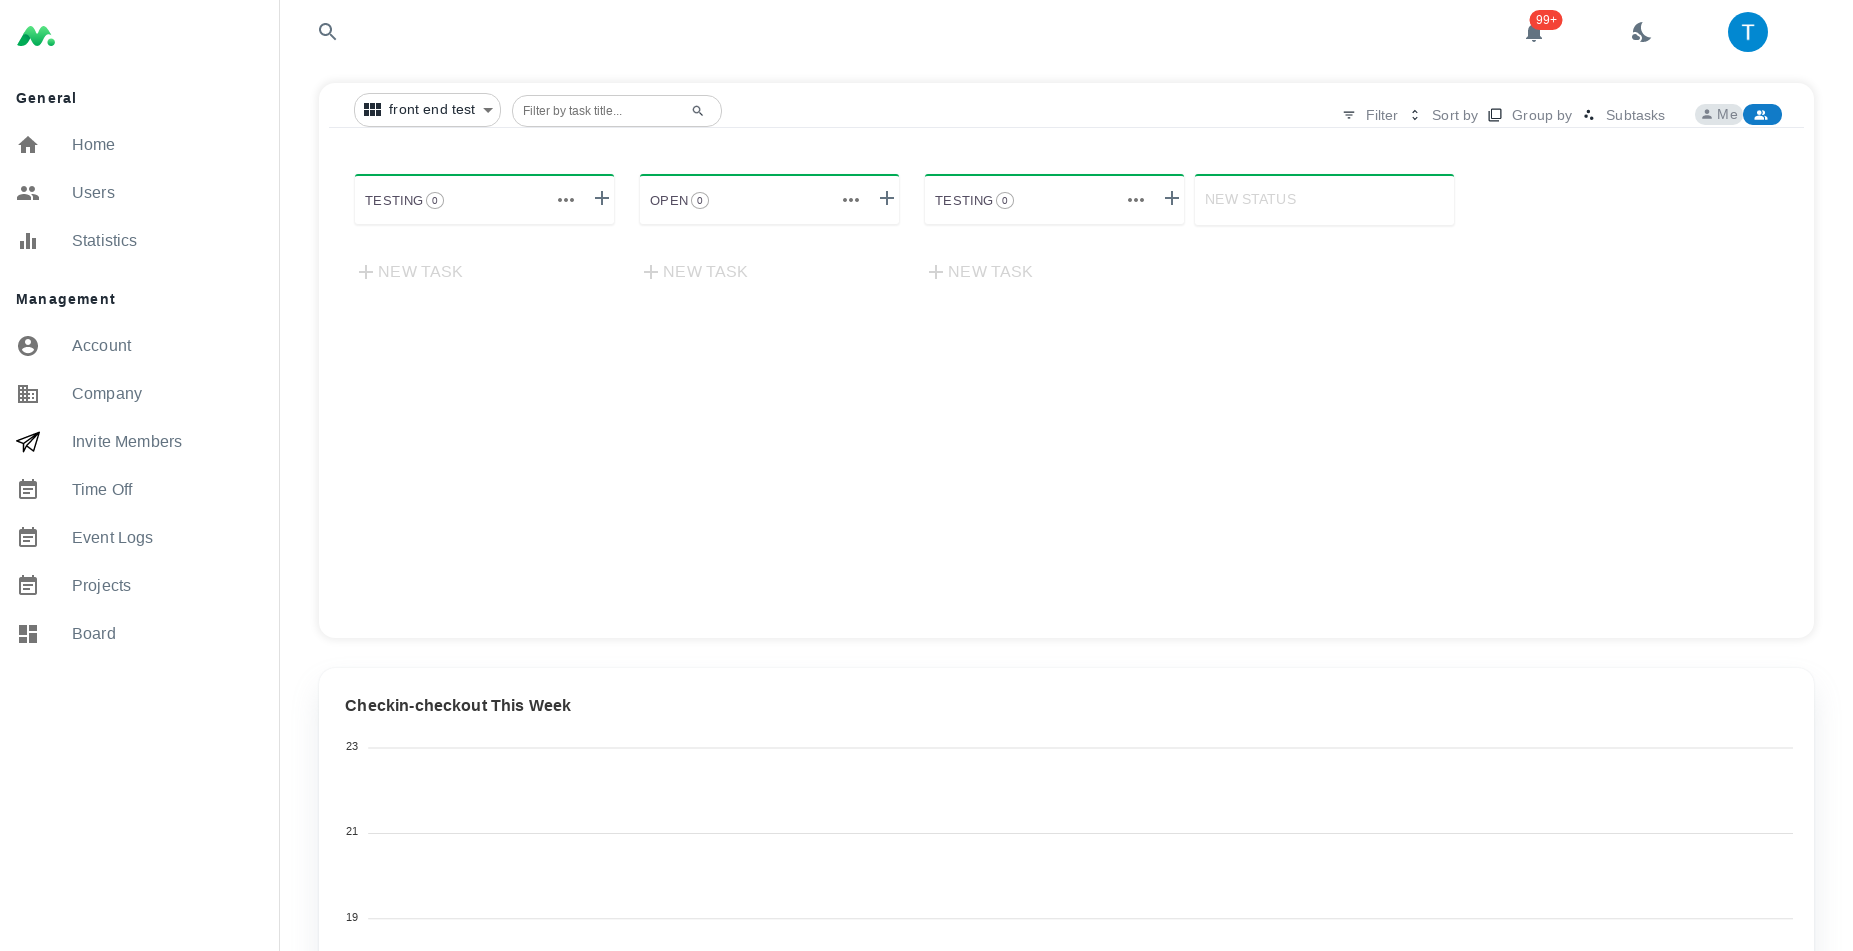 99+
T
General
Home
Users
Statistics
Management
Account
Company
Invite Members
Time Off
Event Logs
Projects
Board
front end test
Filter by task title...
Filter
Sort by
Group by
Subtasks
Me
TESTING 0
OPEN 0
TESTING 0
NEW STATUS
NEW TASK
NEW TASK
NEW TASK
Checkin-checkout This Week
23
21
19